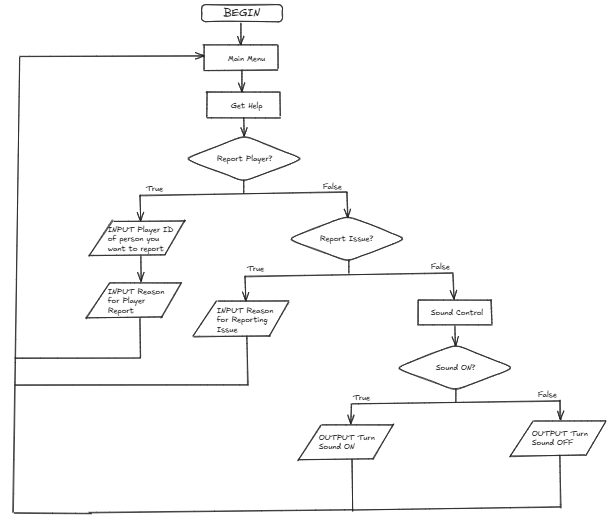 BEGIN
Main Menu
Get Help
Report Player?
True
False
INPUT Player ID
of person you
want to report
Report Issue?
INPUT Reason
for Player
Report
True
False
INPUT Reason
for Reporting
Issue
Sound Control
Sound ON?
True
False
OUTPUT Turn
Sound ON
OUTPUT Turn
Sound OFF